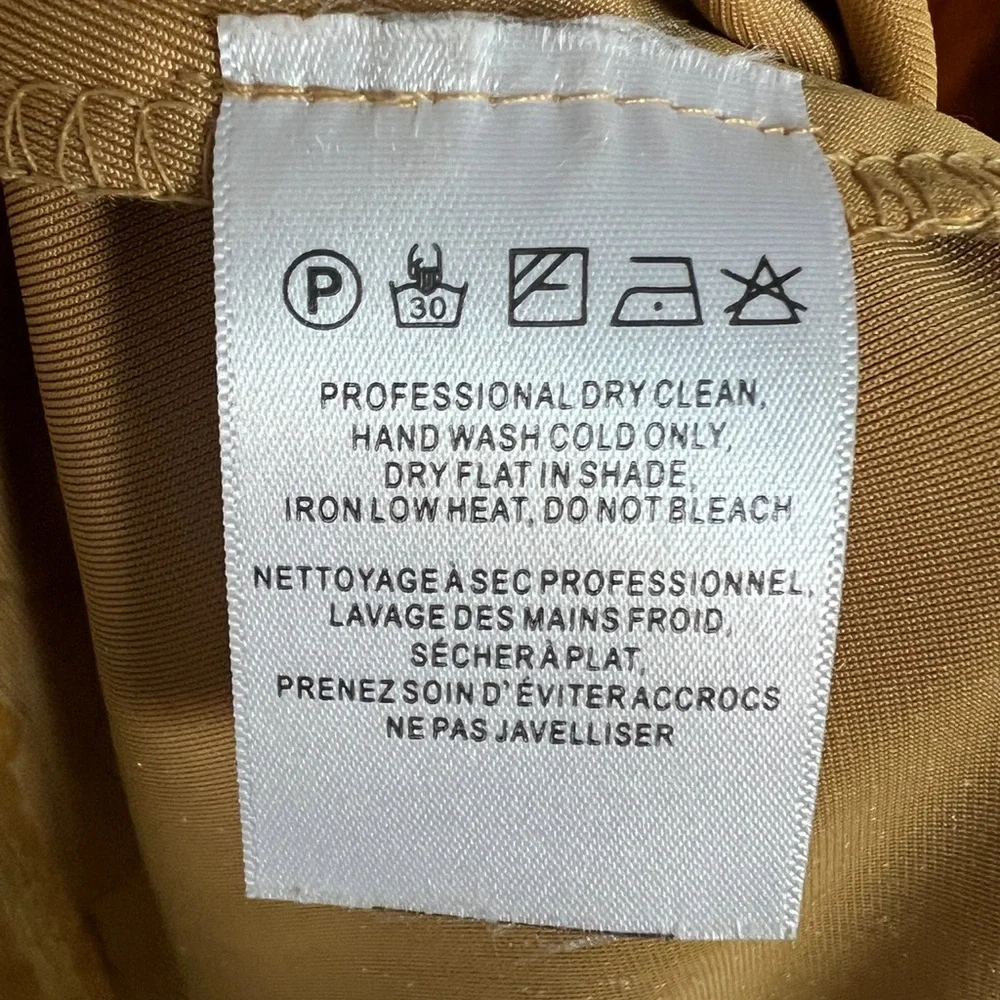 P 30
PROFESSIONAL DRY CLEAN,
HAND WASH COLD ONLY,
DRY FLAT IN SHADE,
IRON LOW HEAT, DO NOT BLEACH
NETTOYAGE À SEC PROFESSIONNEL,
LAVAGE DES MAINS FROID,
SÉCHER À PLAT,
PRENEZ SOIN D'ÉVITER ACCROCS
NE PAS JAVELLISER